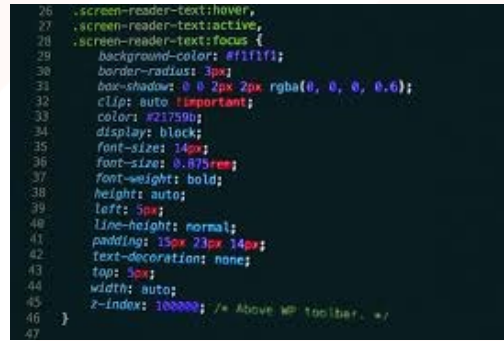 26 .screen-reader-text:hover,
27 .screen-reader-text:active,
28 .screen-reader-text:focus {
29 background-color: #f1f1f1;
30 border-radius: 3px;
31 box-shadow: 0 0 2px 2px rgba(0, 0, 0, 0.6);
32 clip: auto !important;
33 color: #21759b;
34 display: block;
35 font-size: 14px;
36 font-size: 0.875rem;
37 font-weight: bold;
38 height: auto;
39 left: 5px;
40 line-height: normal;
41 padding: 15px 23px 14px;
42 text-decoration: none;
43 top: 5px;
44 width: auto;
45 z-index: 100000; /* Above WP toolbar. */
46 }
47